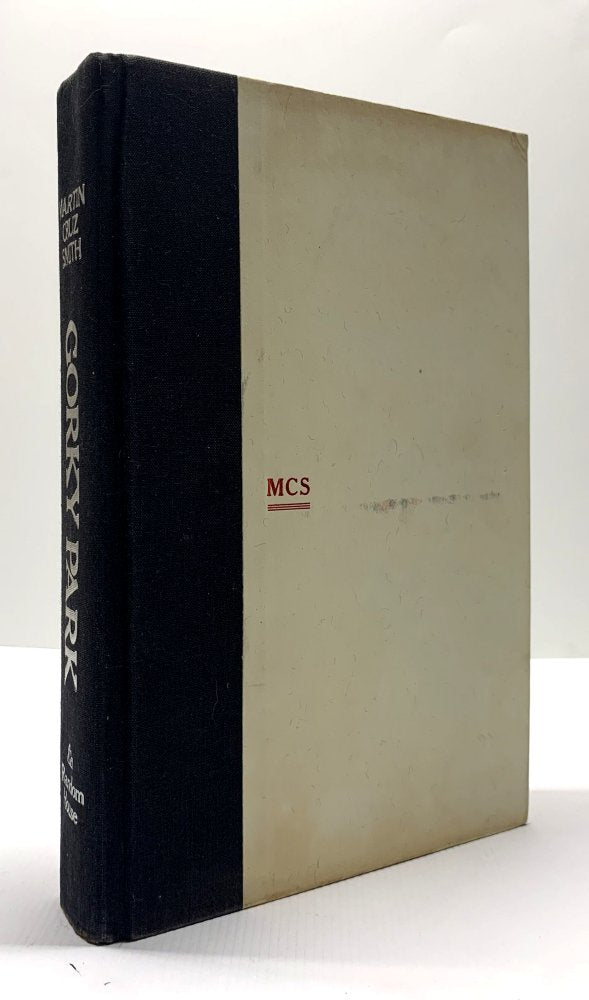 MARTIN
CRUZ
SMITH
GORKY PARK
Random
House
MCS